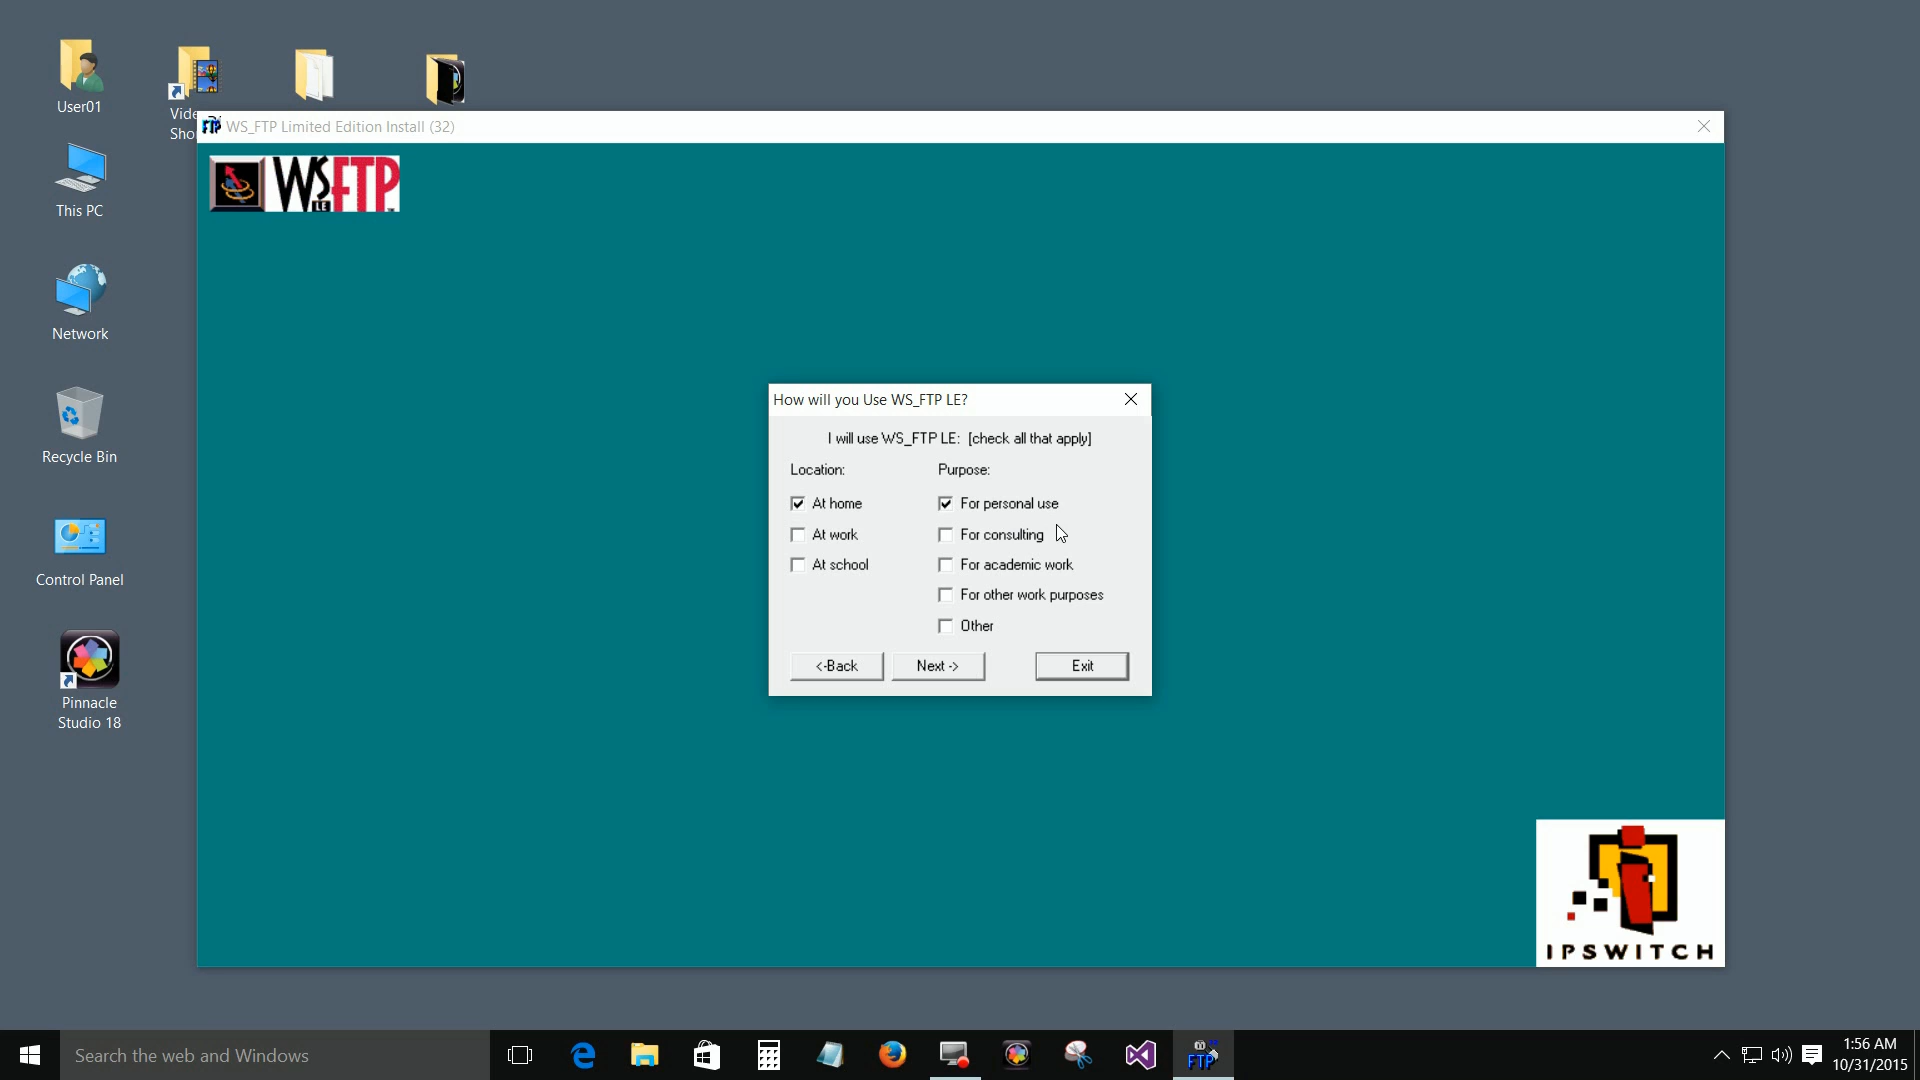 User01
Vide
Sho
This PC
Network
Recycle Bin
Control Panel
Pinnacle
Studio 18
FTP WS_FTP Limited Edition Install (32)
WS FTP
LE
How will you Use WS_FTP LE?
I will use WS_FTP LE: [check all that apply]
Location:
Purpose:
At home
For personal use
At work
For consulting
At school
For academic work
For other work purposes
Other
<-Back
Next ->
Exit
IPSWITCH
Search the web and Windows
FTP
1:56 AM
10/31/2015